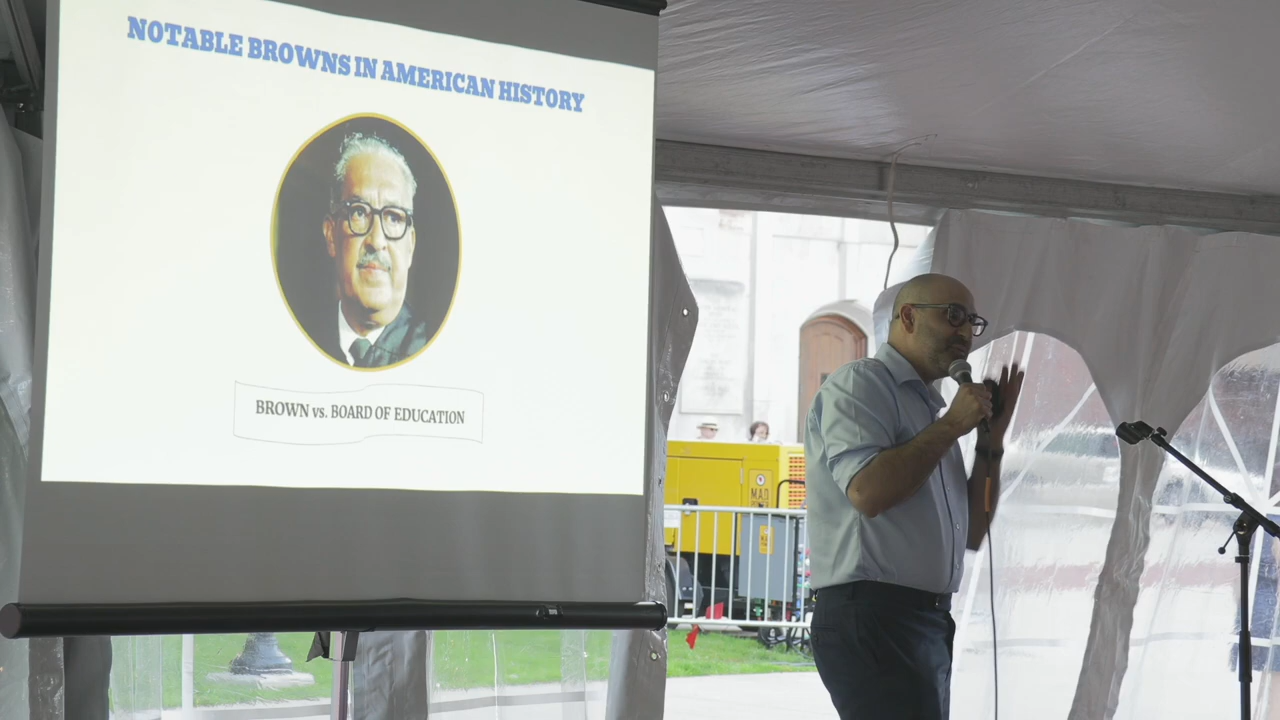 NOTABLE BROWNS IN AMERICAN HISTORY
BROWN vs. BOARD OF EDUCATION
MAD